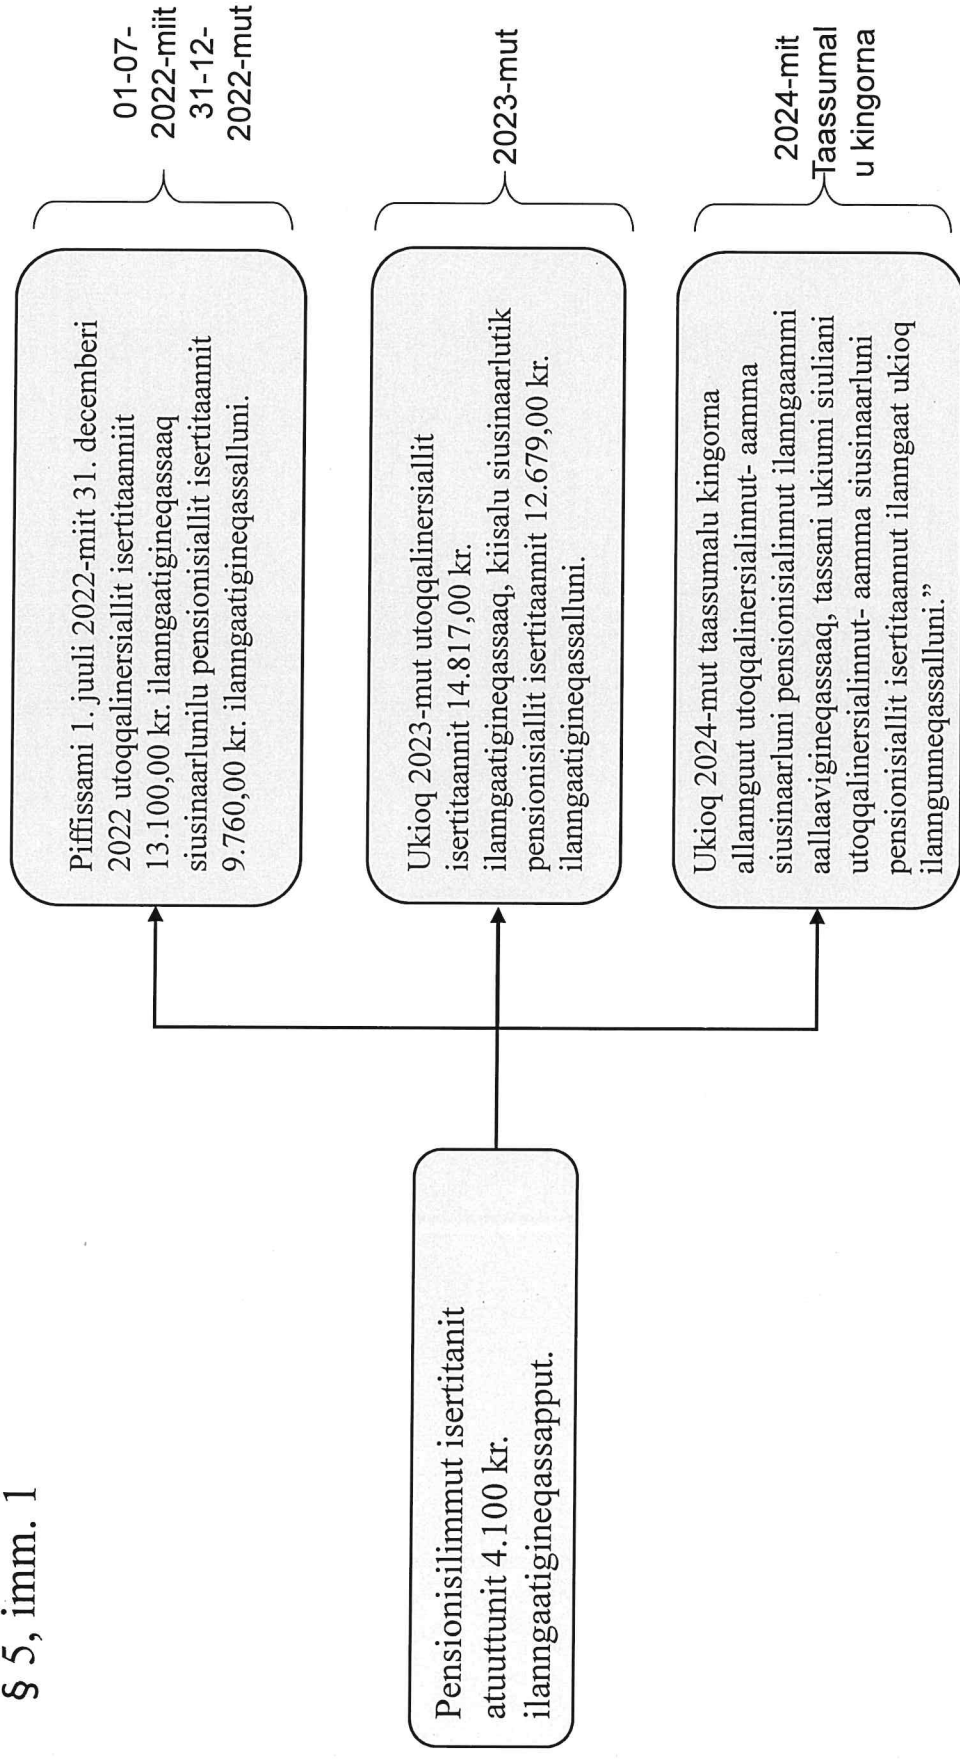 § 5, imm. 1
Pensionisilimmut isertitanit
atuuttunit 4.100 kr.
ilanngaatigineqassapput.
Piffissami 1. juuli 2022-miit 31. decemberi
2022 utoqqalinersiallit isertitaanniit
13.100,00 kr. ilanngaatigineqassaaq
siusinaarlunilu pensionisiallit isertitaannit
9.760,00 kr. ilanngaatigineqassalluni.
01-07-
2022-miit
31-12-
2022-mut
Ukioq 2023-mut utoqqalinersiallit
isertitaannit 14.817,00 kr.
ilanngaatigineqassaaq, kiisalu siusinaarlutik
pensionisiallit isertitaannit 12.679,00 kr.
ilanngaatigineqassalluni.
2023-mut
Ukioq 2024-mut taassumalu kingorna
allannguut utoqqalinersialinnut- aamma
siusinaarluni pensionisialinnut ilanngaammi
aallaavigineqassaaq, tassani ukiumi siuliani
utoqqalinersialinnut- aamma siusinaarluni
pensionisiallit isertitaannut ilanngaat ukioq
ilanngunneqassalluni.”
2024-mit
Taassumal
u kingorna